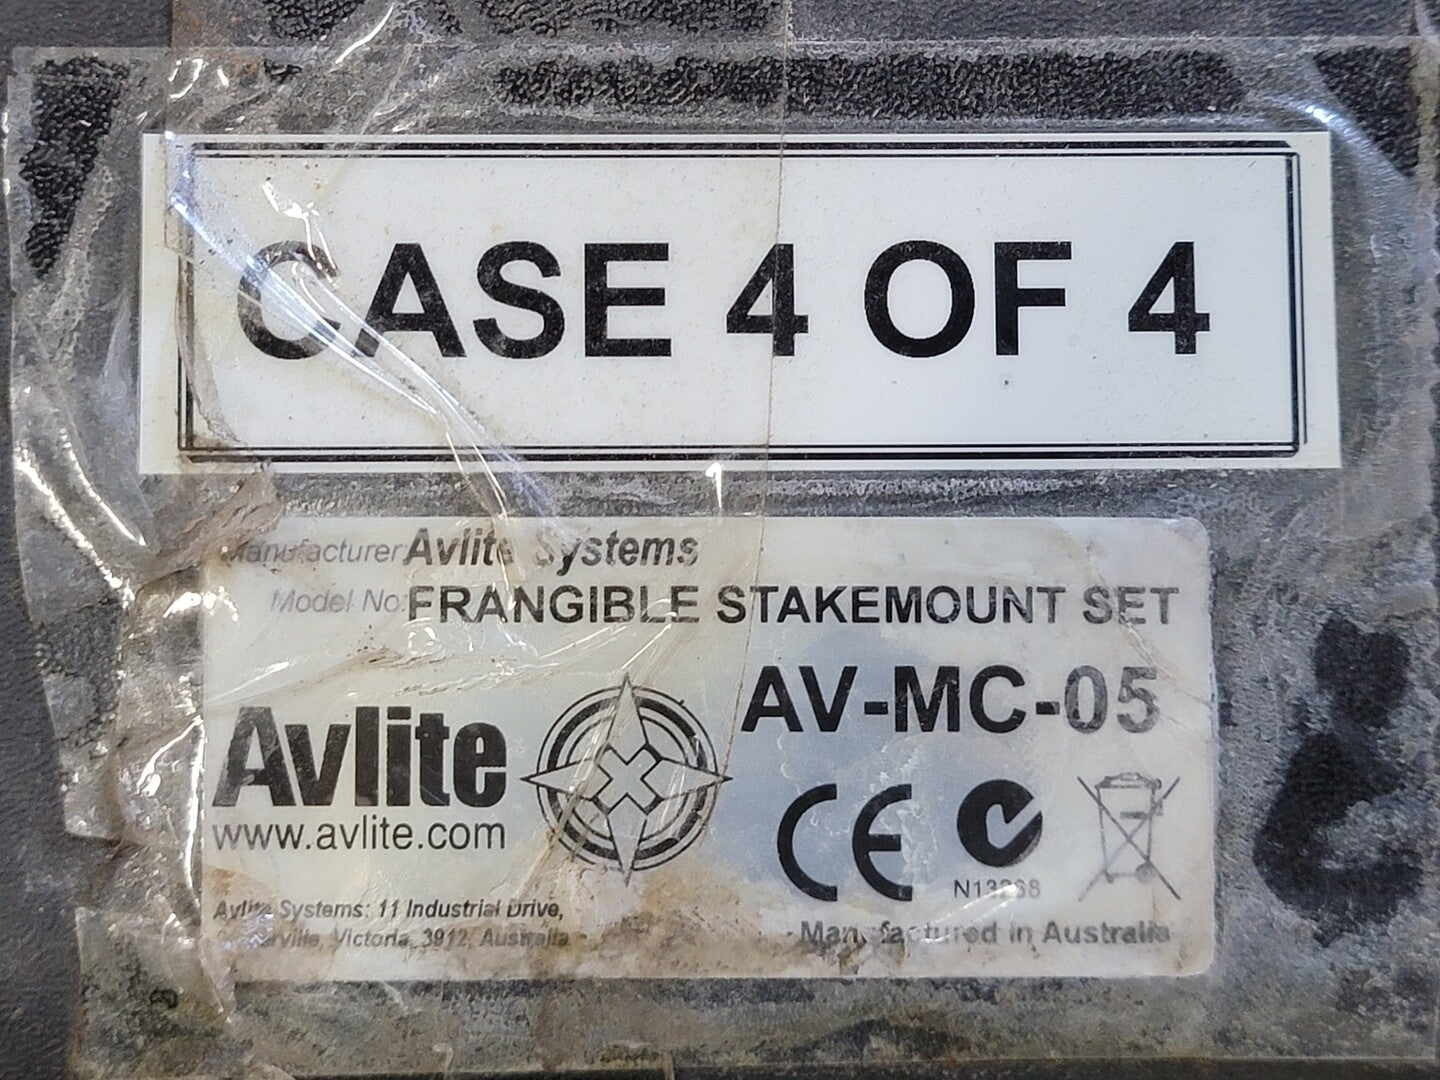 CASE 4 OF 4
Manufacturer: Avlite Systems
Model No: FRANGIBLE STAKEMOUNT SET
AV-MC-05
Avlite
www.avlite.com
CE
N13268
Avlite Systems: 11 Industrial Drive,
Victoria, 3912, Australia
Manufactured in Australia